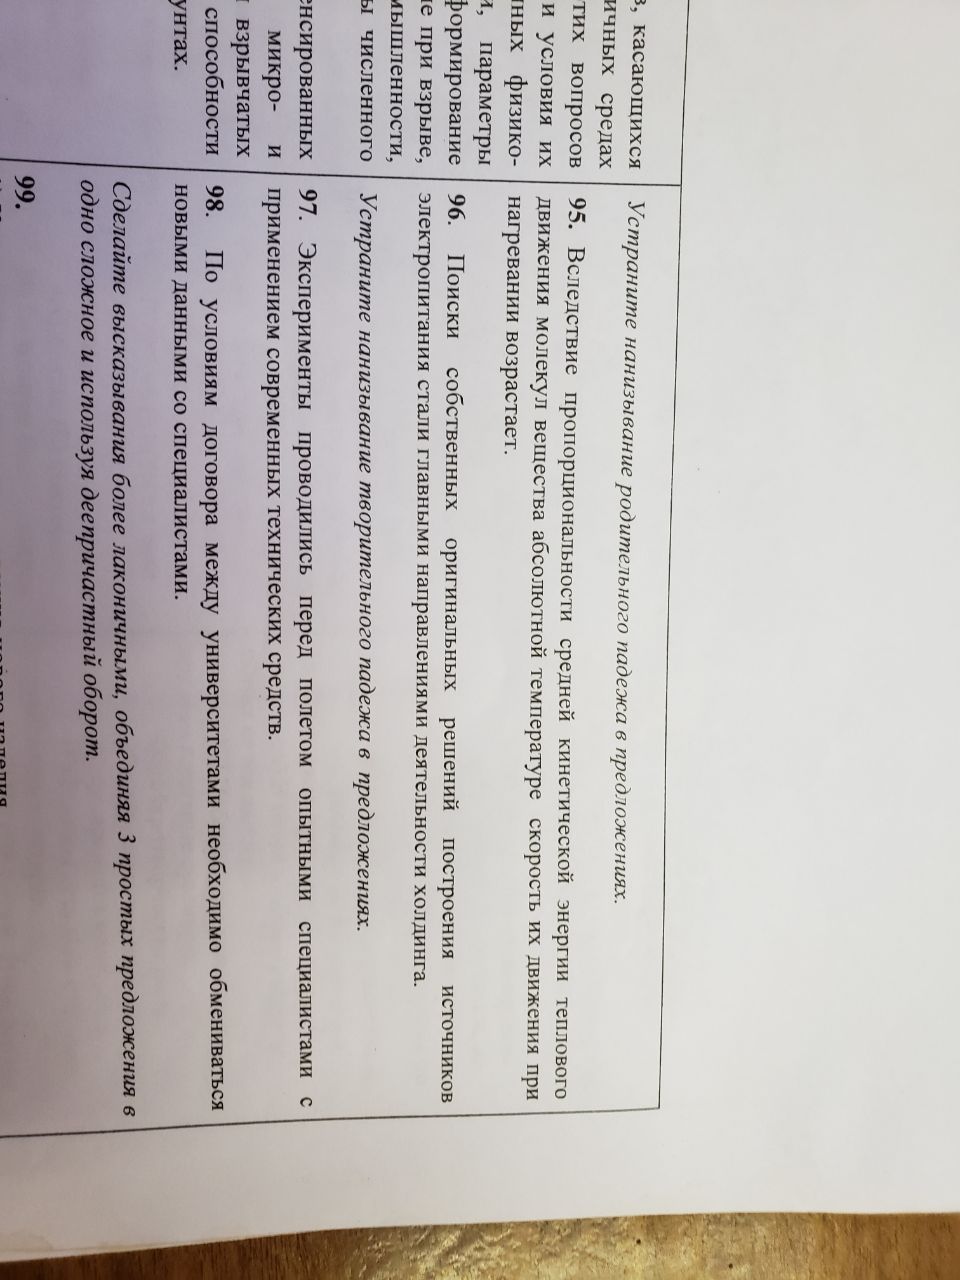 в, касающихся
ичных средах
тих вопросов
и условия их
ных физико-
и, параметры
формирование
не при взрыве,
мышленности,
ы численного
енсированных
микро- и
взрывчатых
способности
унтах.
Устраните нанизывание родительного падежа в предложениях.
95. Вследствие пропорциональности средней кинетической энергии теплового
движения молекул вещества абсолютной температуре скорость их движения при
нагревании возрастает.
96. Поиски собственных оригинальных решений построения источников
электропитания стали главными направлениями деятельности холдинга.
Устраните нанизывание творительного падежа в предложениях.
97. Эксперименты проводились перед полетом опытными специалистами с
применением современных технических средств.
98. По условиям договора между университетами необходимо обмениваться
новыми данными со специалистами.
Сделайте высказывания более лаконичными, объединяя 3 простых предложения в
одно сложное и используя деепричастный оборот.
99.